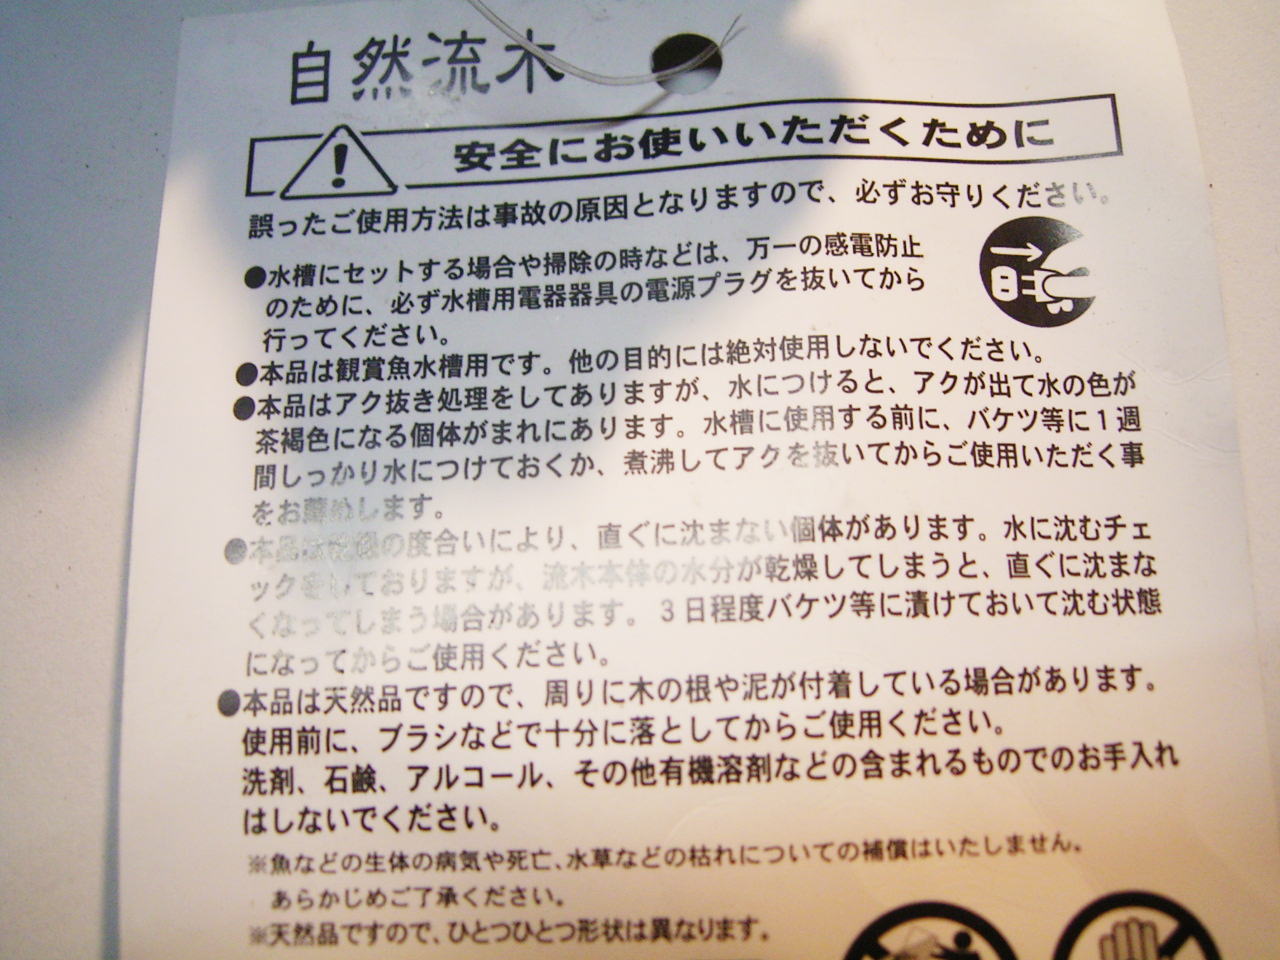 自然流木
安全にお使いいただくために
誤ったご使用方法は事故の原因となりますので、必ずお守りください。
●水槽にセットする場合や掃除の時などは、万一の感電防止
のために、必ず水槽用電器器具の電源プラグを抜いてから
行ってください。
●本品は観賞魚水槽用です。他の目的には絶対使用しないでください。
●本品はアク抜き処理をしてありますが、水につけると、アクが出て水の色が
茶褐色になる個体がまれにあります。水槽に使用する前に、バケツ等に1週
間しっかり水につけておくか、煮沸してアクを抜いてからご使用いただく事
をお薦めします。
●本品は乾燥の度合いにより、直ぐに沈まない個体があります。水に沈むチェ
ックをしておりますが、流木本体の水分が乾燥してしまうと、直ぐに沈まな
くなってしまう場合があります。3日程度バケツ等に漬けておいて沈む状態
になってからご使用ください。
●本品は天然品ですので、周りに木の根や泥が付着している場合があります。
使用前に、ブラシなどで十分に落としてからご使用ください。
洗剤、石鹸、アルコール、その他有機溶剤などの含まれるものでのお手入れ
はしないでください。
※魚などの生体の病気や死亡、水草などの枯れについての補償はいたしません。
あらかじめご了承ください。
※天然品ですので、ひとつひとつ形状は異なります。